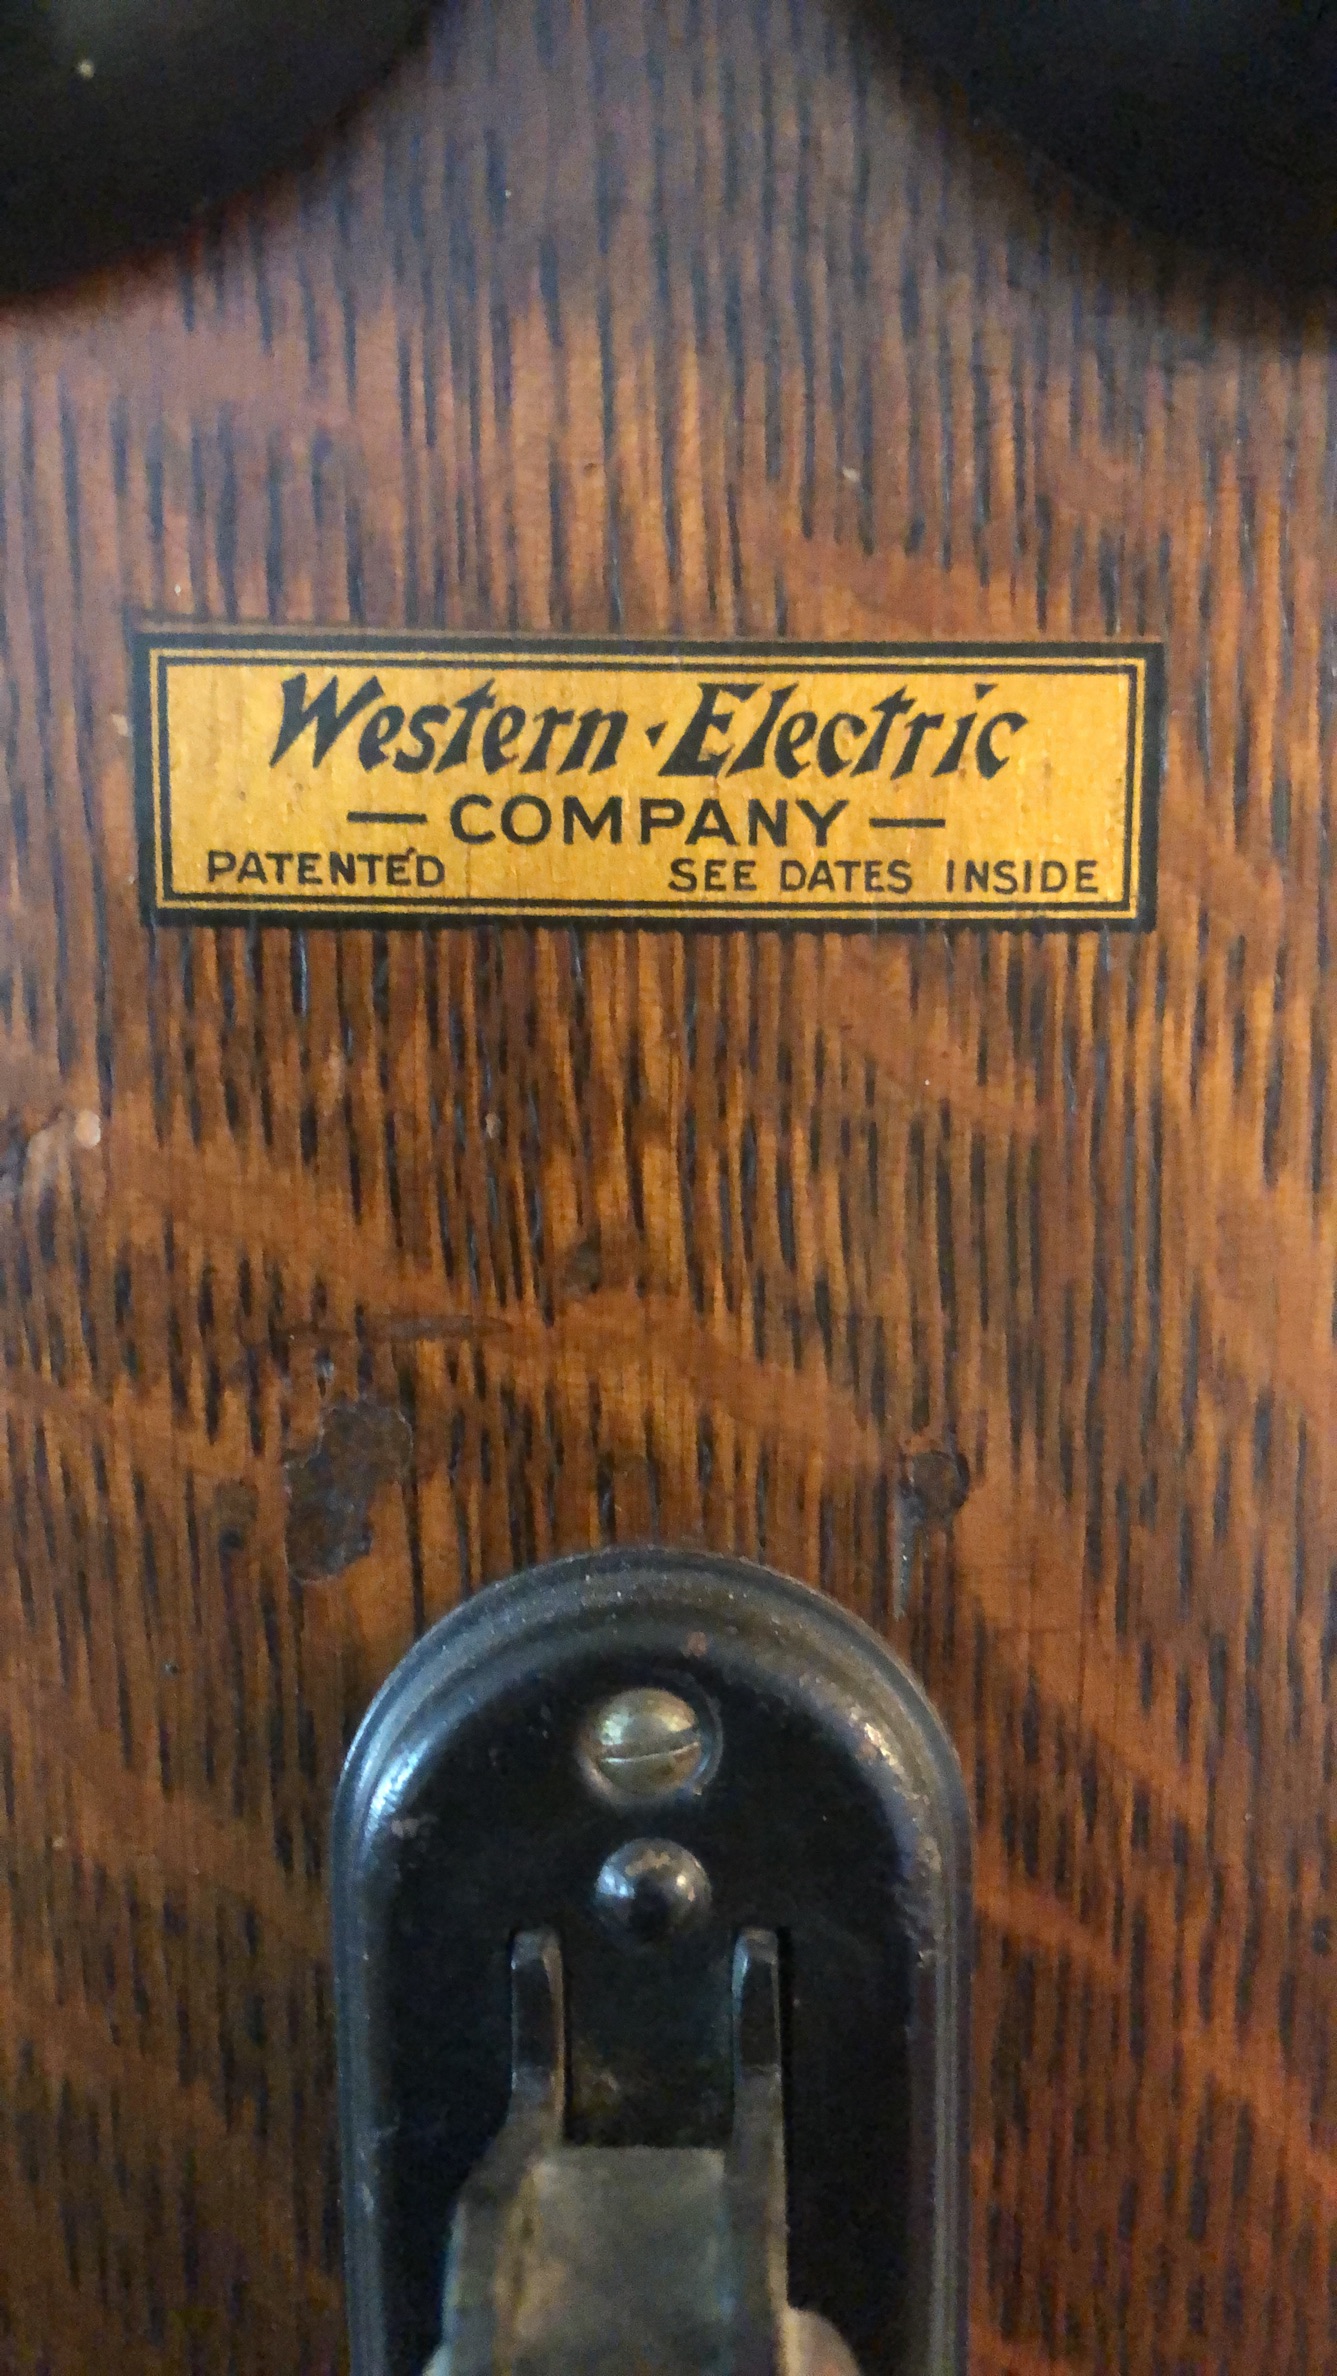 Western·Electric
— COMPANY —
PATENTED SEE DATES INSIDE